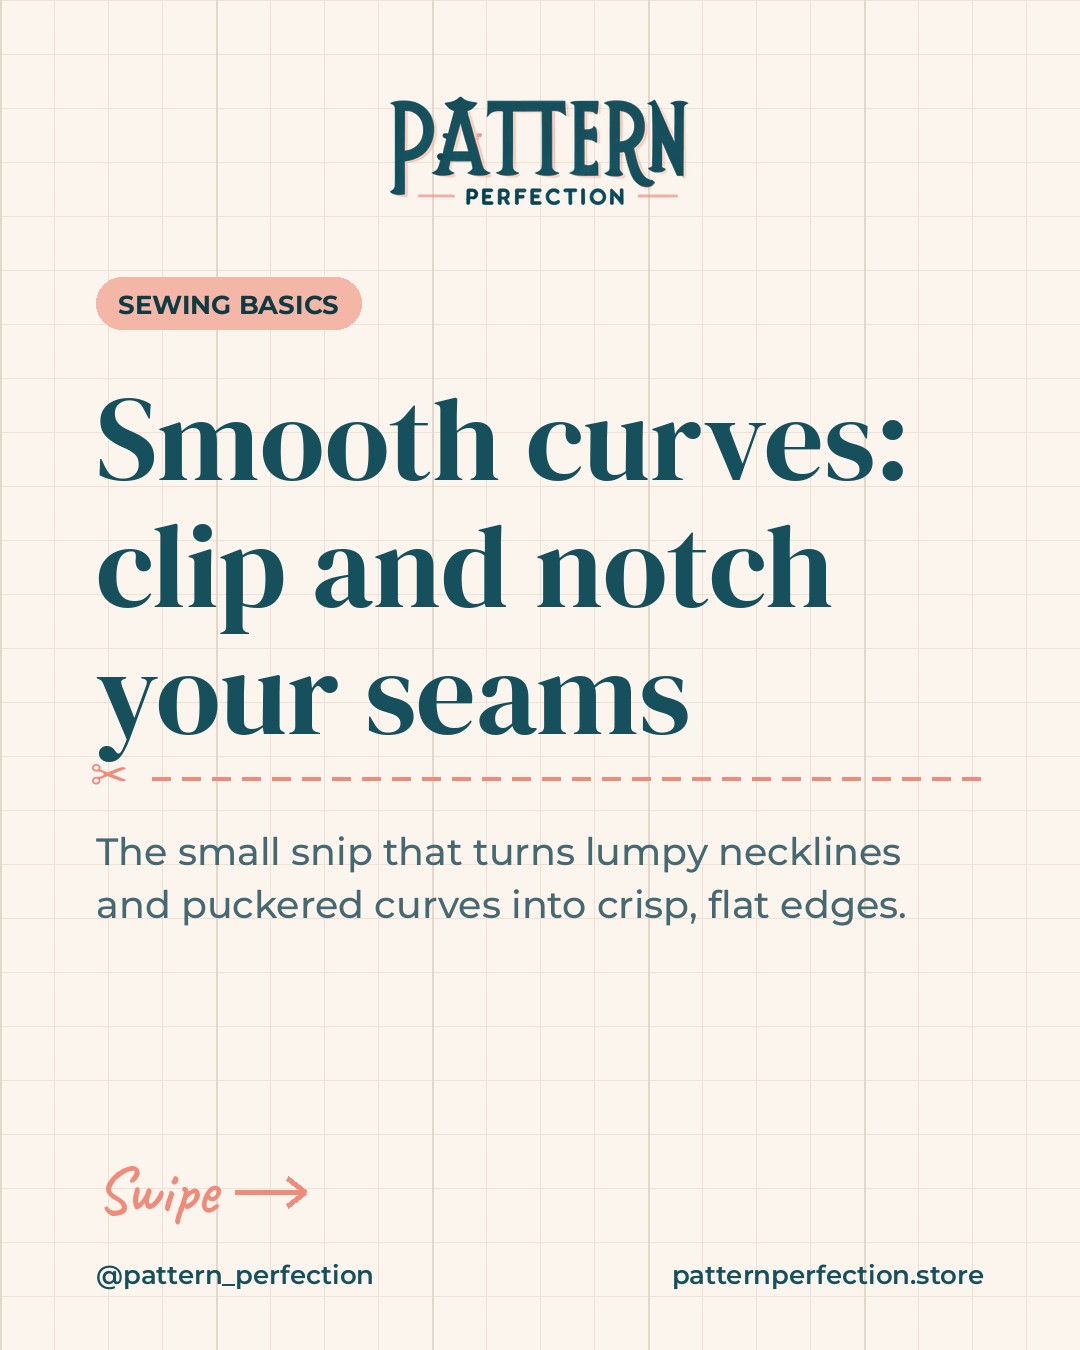 PATTERN
PERFECTION
SEWING BASICS
Smooth curves:
clip and notch
your seams
The small snip that turns lumpy necklines
and puckered curves into crisp, flat edges.
Swipe
@pattern_perfection
patternperfection.store